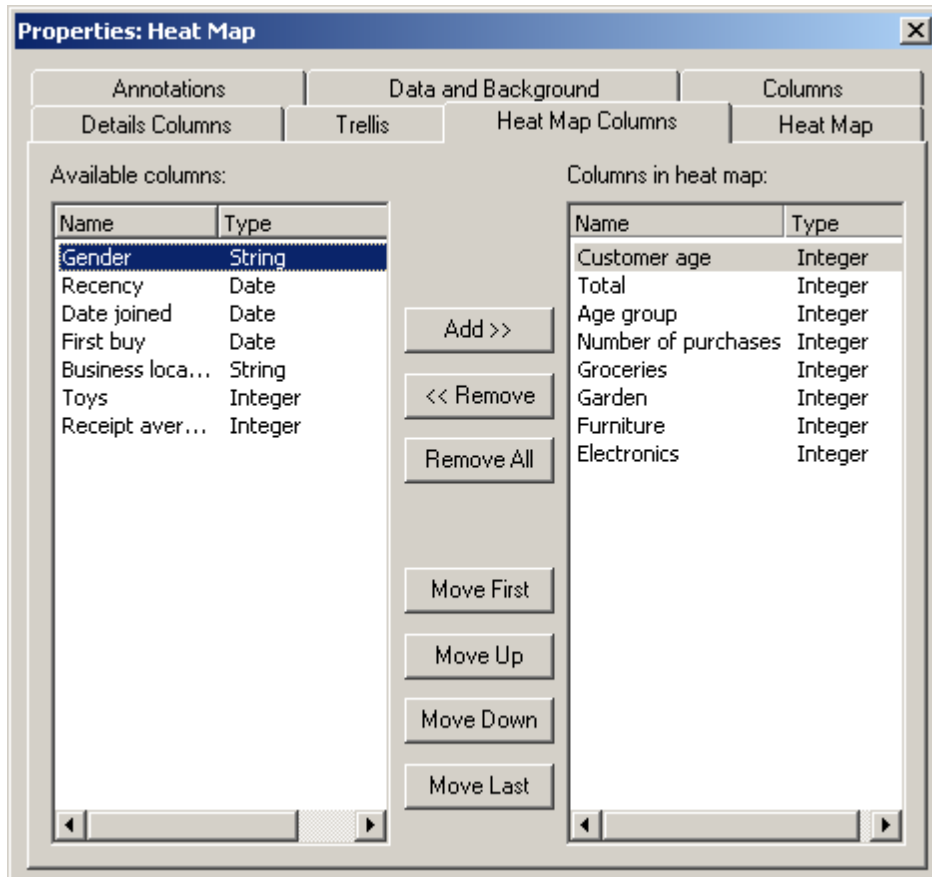 Properties: Heat Map
Annotations Data and Background Columns
Details Columns Trellis Heat Map Columns Heat Map
Available columns:
Name Type
Gender String
Recency Date
Date joined Date
First buy Date
Business loca... String
Toys Integer
Receipt aver... Integer
Add >>
<< Remove
Remove All
Move First
Move Up
Move Down
Move Last
Columns in heat map:
Name Type
Customer age Integer
Total Integer
Age group Integer
Number of purchases Integer
Groceries Integer
Garden Integer
Furniture Integer
Electronics Integer